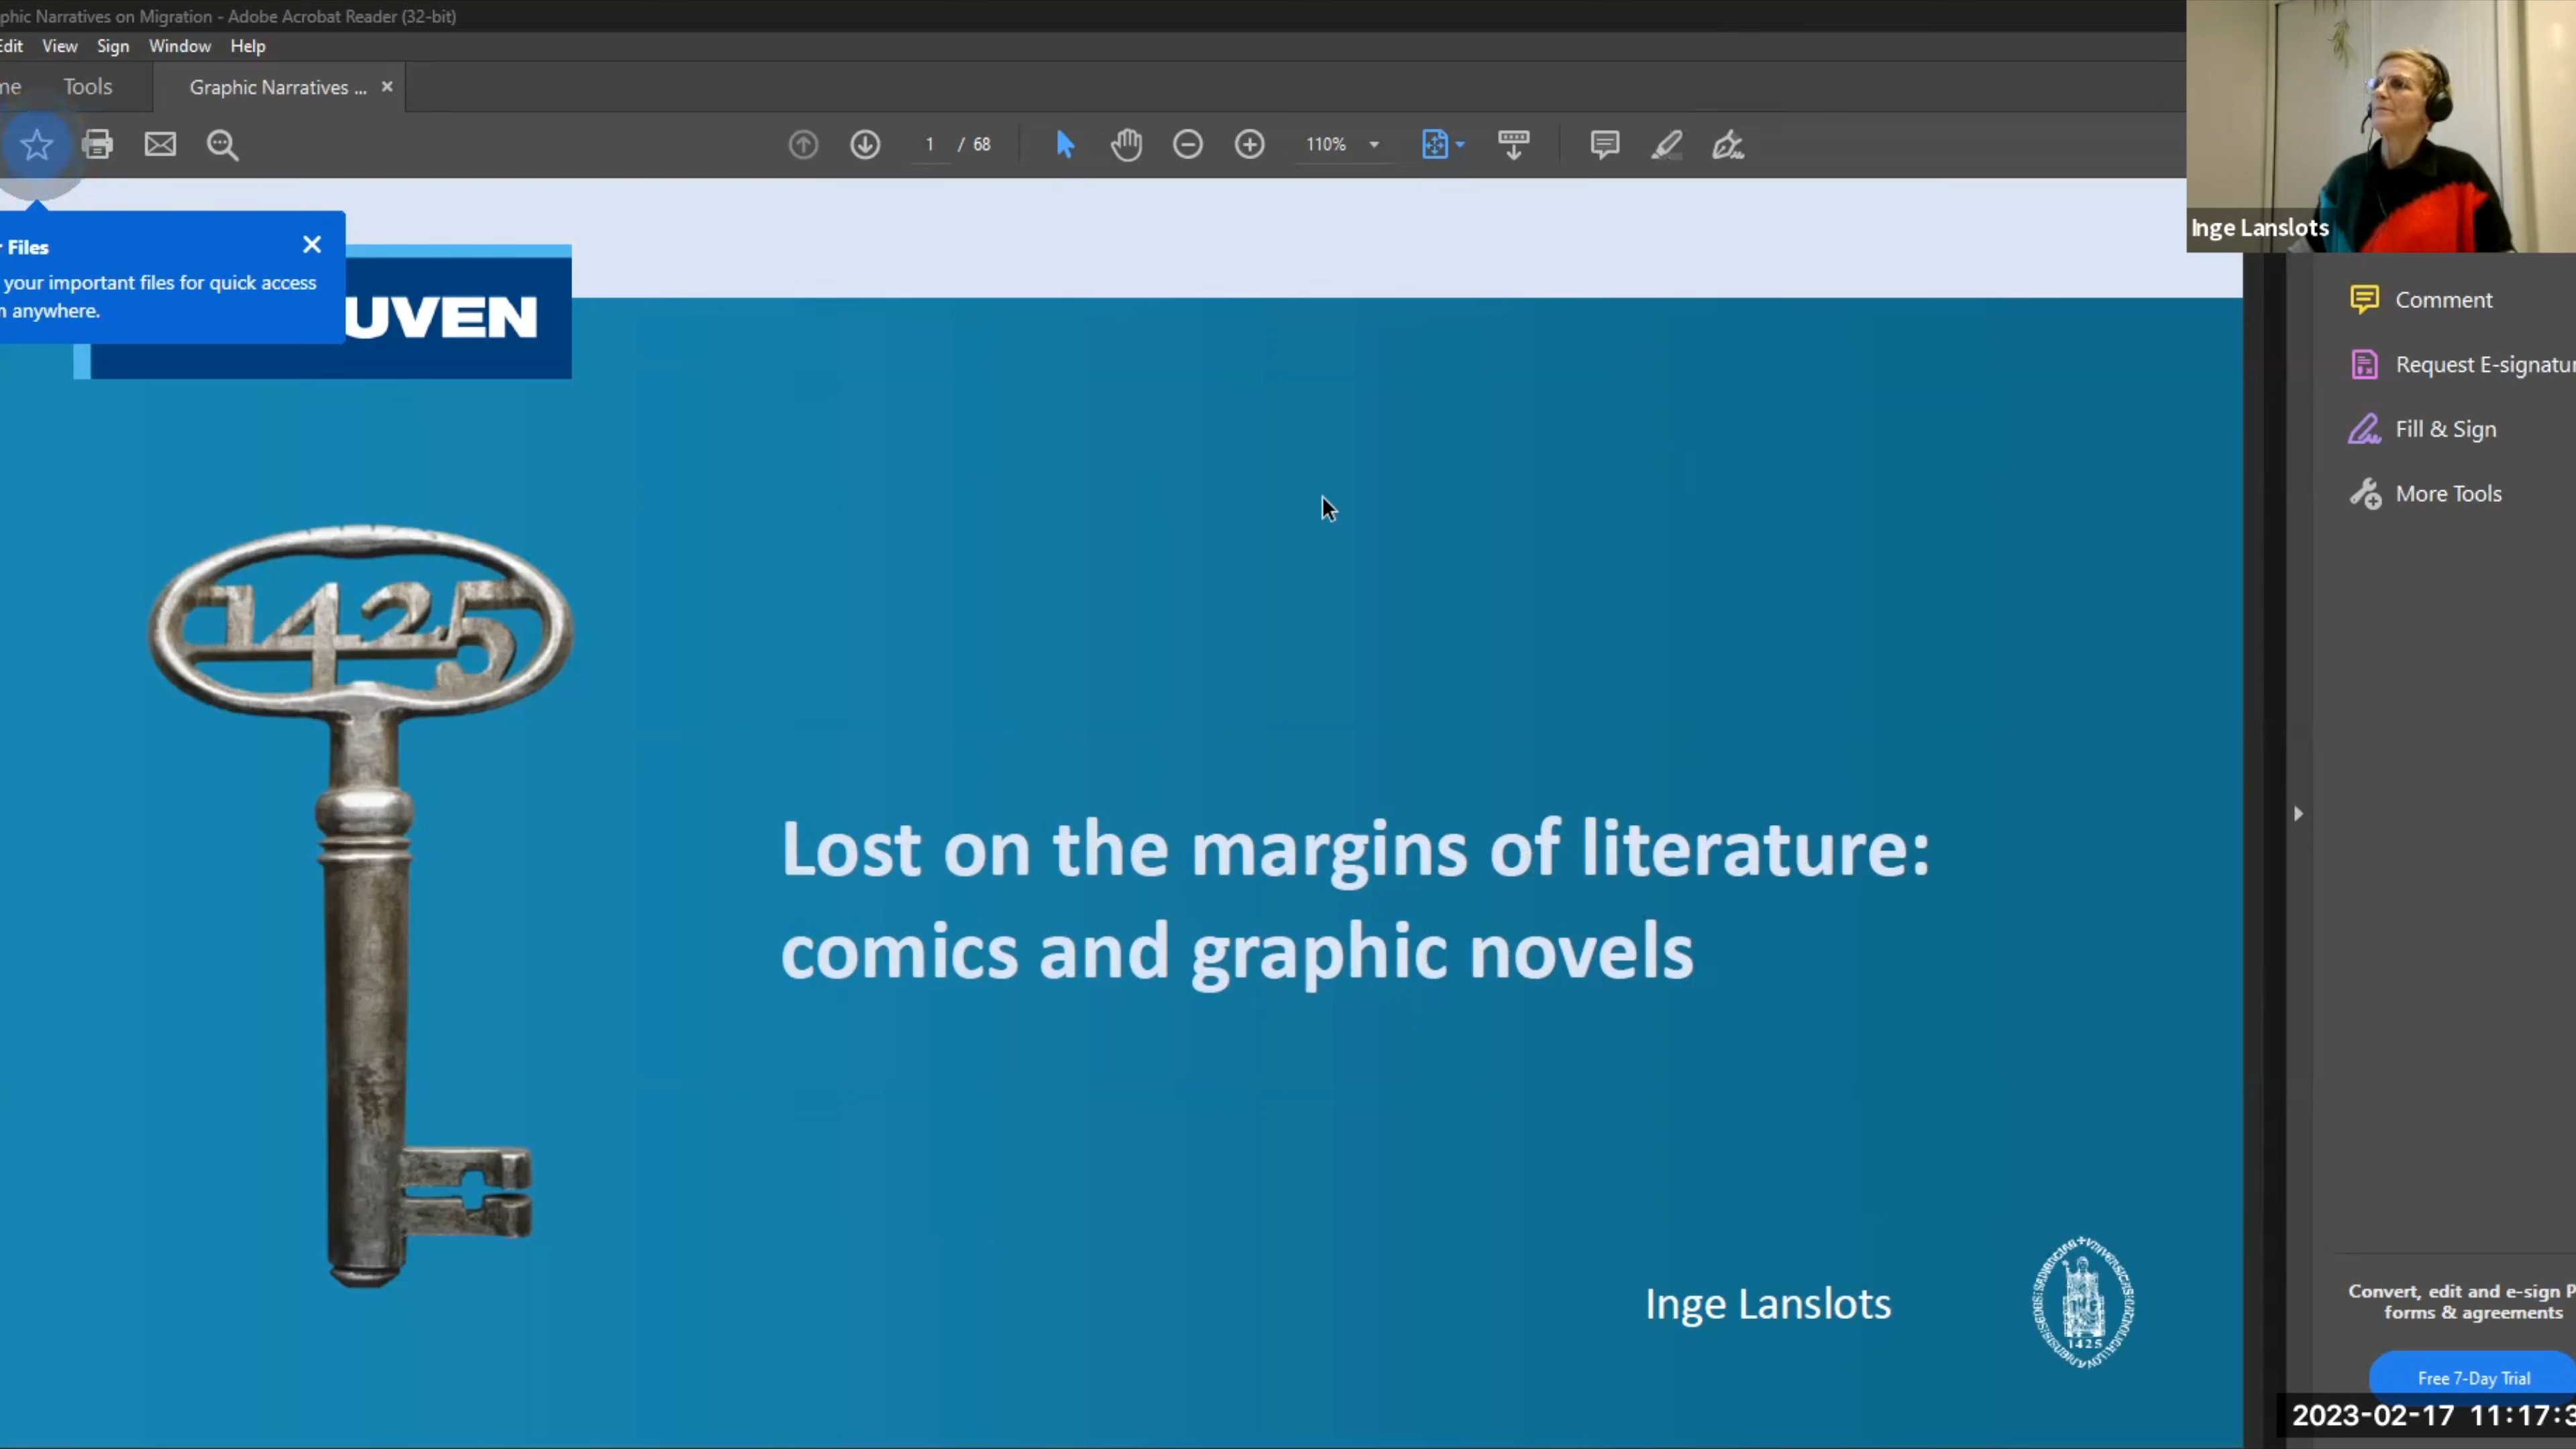 phic Narratives on Migration - Adobe Acrobat Reader (32-bit)
Edit View Sign Window Help
me Tools Graphic Narratives ... ×
1 / 68 110%
r Files
your important files for quick access
m anywhere.
UVEN
Inge Lanslots
Comment
Request E-signatur
Fill & Sign
More Tools
1425
Lost on the margins of literature:
comics and graphic novels
Inge Lanslots
1425
Convert, edit and e-sign P
forms & agreements
Free 7-Day Trial
2023-02-17 11:17:3